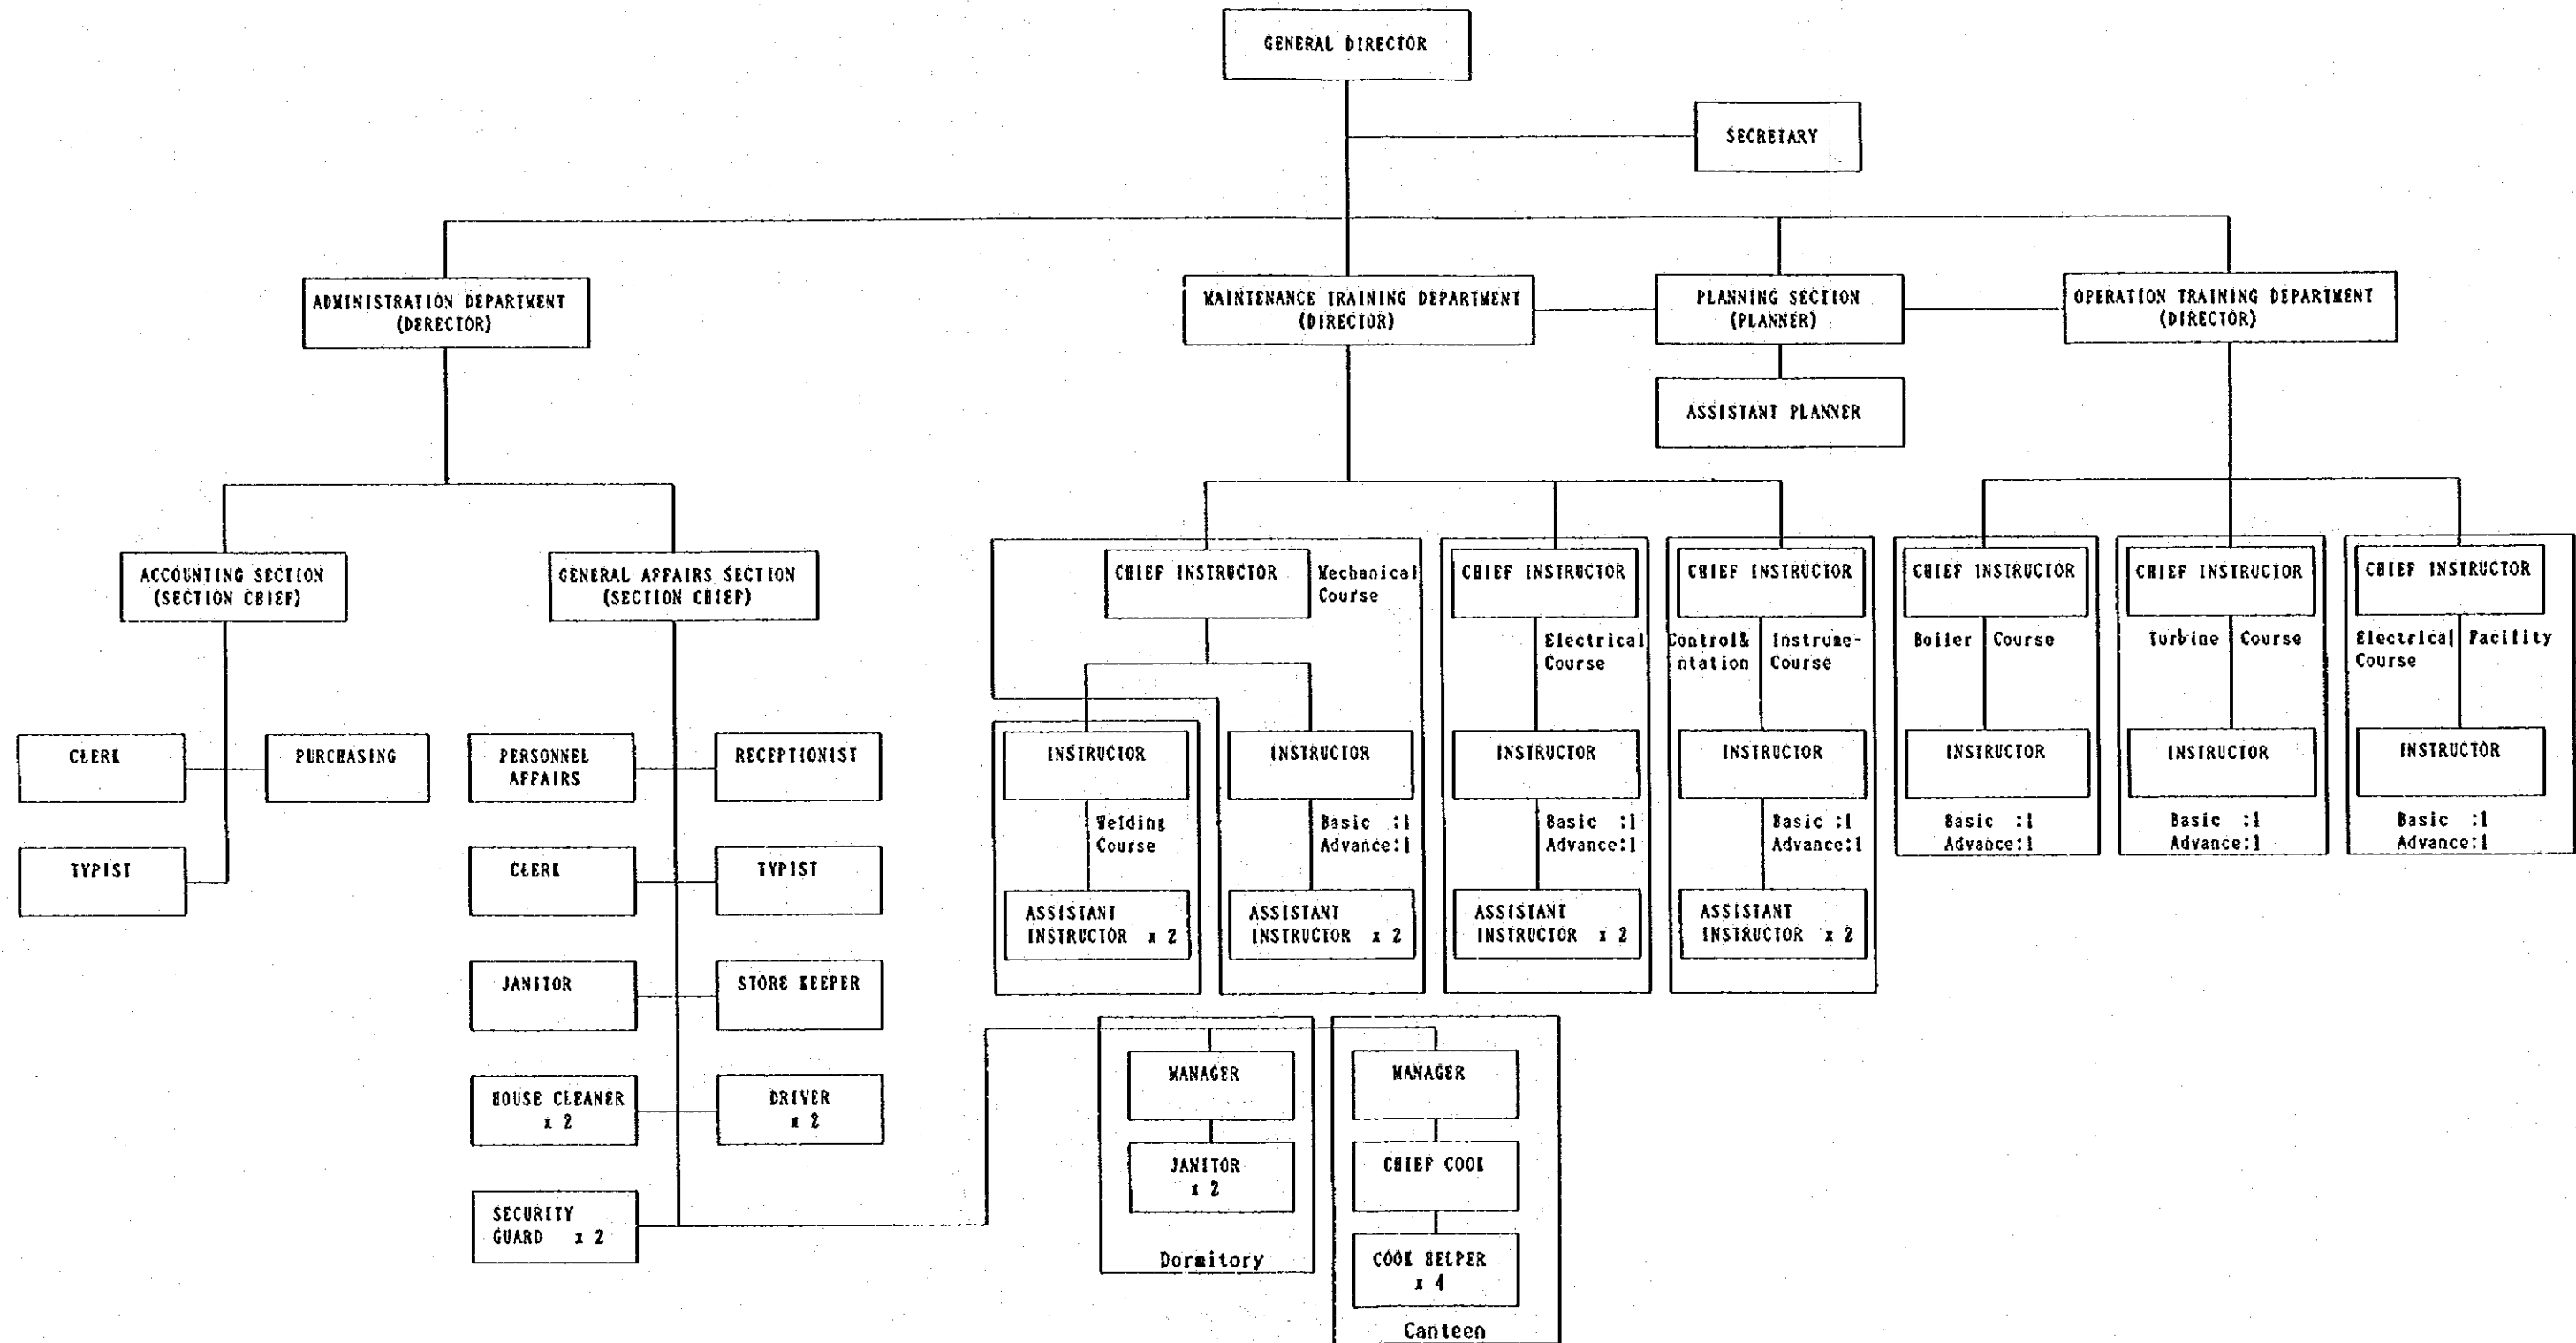 GENERAL DIRECTOR
SECRETARY
ADMINISTRATION DEPARTMENT
(DERECTOR)
MAINTENANCE TRAINING DEPARTMENT
(DIRECTOR)
PLANNING SECTION
(PLANNER)
OPERATION TRAINING DEPARTMENT
(DIRECTOR)
ASSISTANT PLANNER
ACCOUNTING SECTION
(SECTION CHIEF)
GENERAL AFFAIRS SECTION
(SECTION CHIEF)
CLERK
PURCHASING
TYPIST
PERSONNEL
AFFAIRS
RECEPTIONIST
CLERK
TYPIST
JANITOR
STORE KEEPER
HOUSE CLEANER
x 2
DRIVER
x 2
SECURITY
GUARD x 2
CHIEF INSTRUCTOR
Mechanical
Course
INSTRUCTOR
Welding
Course
ASSISTANT
INSTRUCTOR x 2
INSTRUCTOR
Basic :1
Advance:1
ASSISTANT
INSTRUCTOR x 2
CHIEF INSTRUCTOR
Electrical
Course
INSTRUCTOR
Basic :1
Advance:1
ASSISTANT
INSTRUCTOR x 2
CHIEF INSTRUCTOR
Control& Instrume-
ntation Course
INSTRUCTOR
Basic :1
Advance:1
ASSISTANT
INSTRUCTOR x 2
CHIEF INSTRUCTOR
Boiler Course
INSTRUCTOR
Basic :1
Advance:1
CHIEF INSTRUCTOR
Turbine Course
INSTRUCTOR
Basic :1
Advance:1
CHIEF INSTRUCTOR
Electrical Facility
Course
INSTRUCTOR
Basic :1
Advance:1
MANAGER
JANITOR
x 2
Dormitory
MANAGER
CHIEF COOK
COOK HELPER
x 4
Canteen